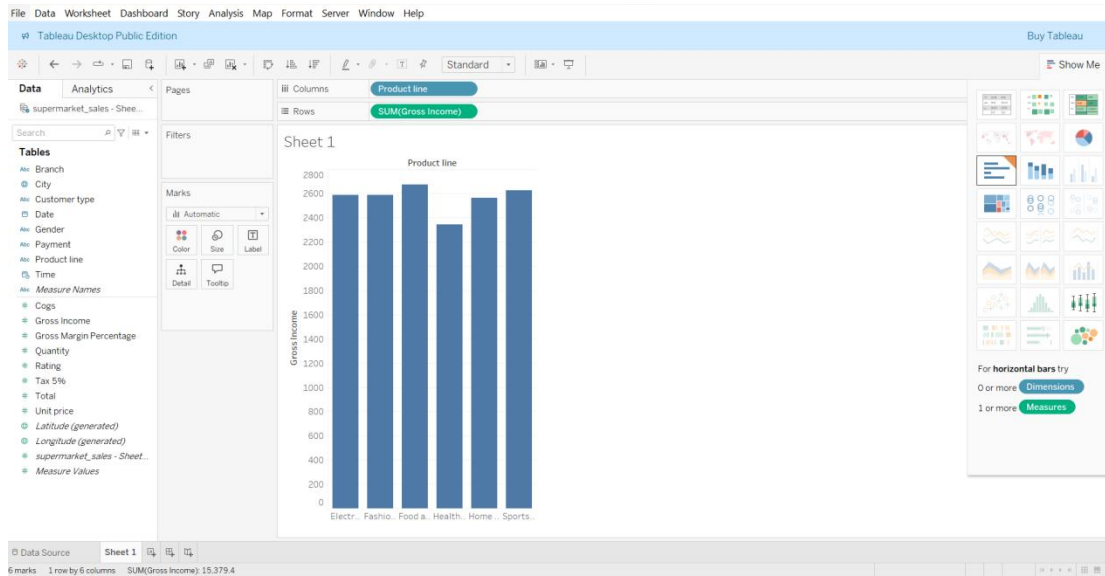 File Data Worksheet Dashboard Story Analysis Map Format Server Window Help
Tableau Desktop Public Edition Buy Tableau
Standard Show Me
Data Analytics Pages Columns Product line
supermarket_sales - Shee... Rows SUM(Gross Income)
Search Filters
Sheet 1
Tables
Abc Branch
City
Abc Customer type
Date
Abc Gender
Abc Payment
Abc Product line
Time
Abc Measure Names
Cogs
Gross Income
Gross Margin Percentage
Quantity
Rating
Tax 5%
Total
Unit price
Latitude (generated)
Longitude (generated)
supermarket_sales - Sheet...
Measure Values
Marks
Automatic
Color Size Label
Detail Tooltip
Product line
2800
2600
2400
2200
2000
1800
1600
1400
1200
1000
800
600
400
200
0
Gross Income
Electr.. Fashio.. Food a.. Health.. Home .. Sports..
For horizontal bars try
0 or more Dimensions
1 or more Measures
Data Source Sheet 1
6 marks 1 row by 6 columns SUM(Gross Income): 15,379.4